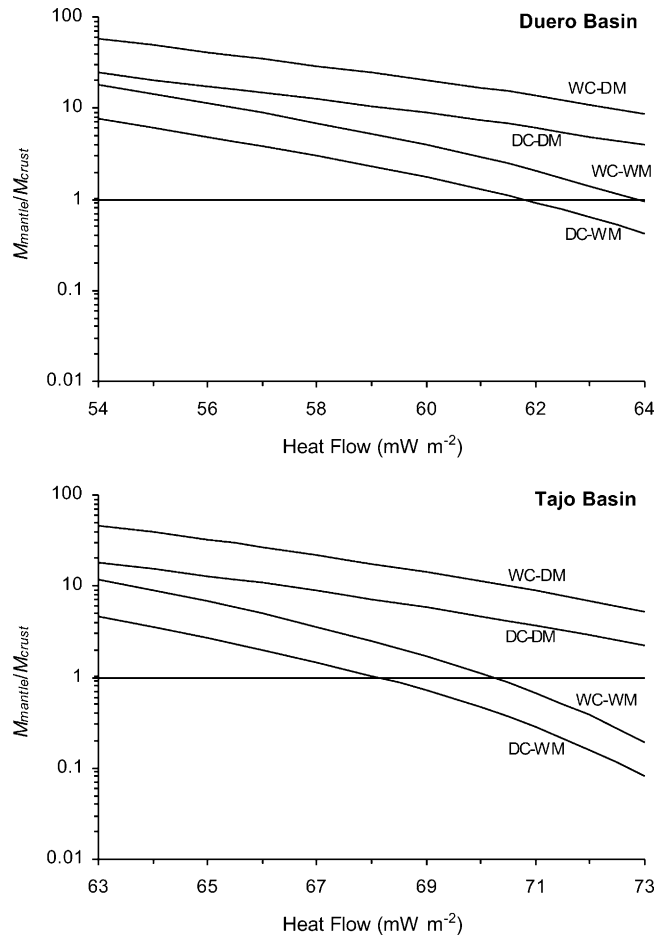 Duero Basin
100
10
1
0.1
0.01
Mmantle/Mcrust
WC-DM
DC-DM
WC-WM
DC-WM
54 56 58 60 62 64
Heat Flow (mW m-2)
Tajo Basin
100
10
1
0.1
0.01
Mmantle/Mcrust
WC-DM
DC-DM
WC-WM
DC-WM
63 65 67 69 71 73
Heat Flow (mW m-2)